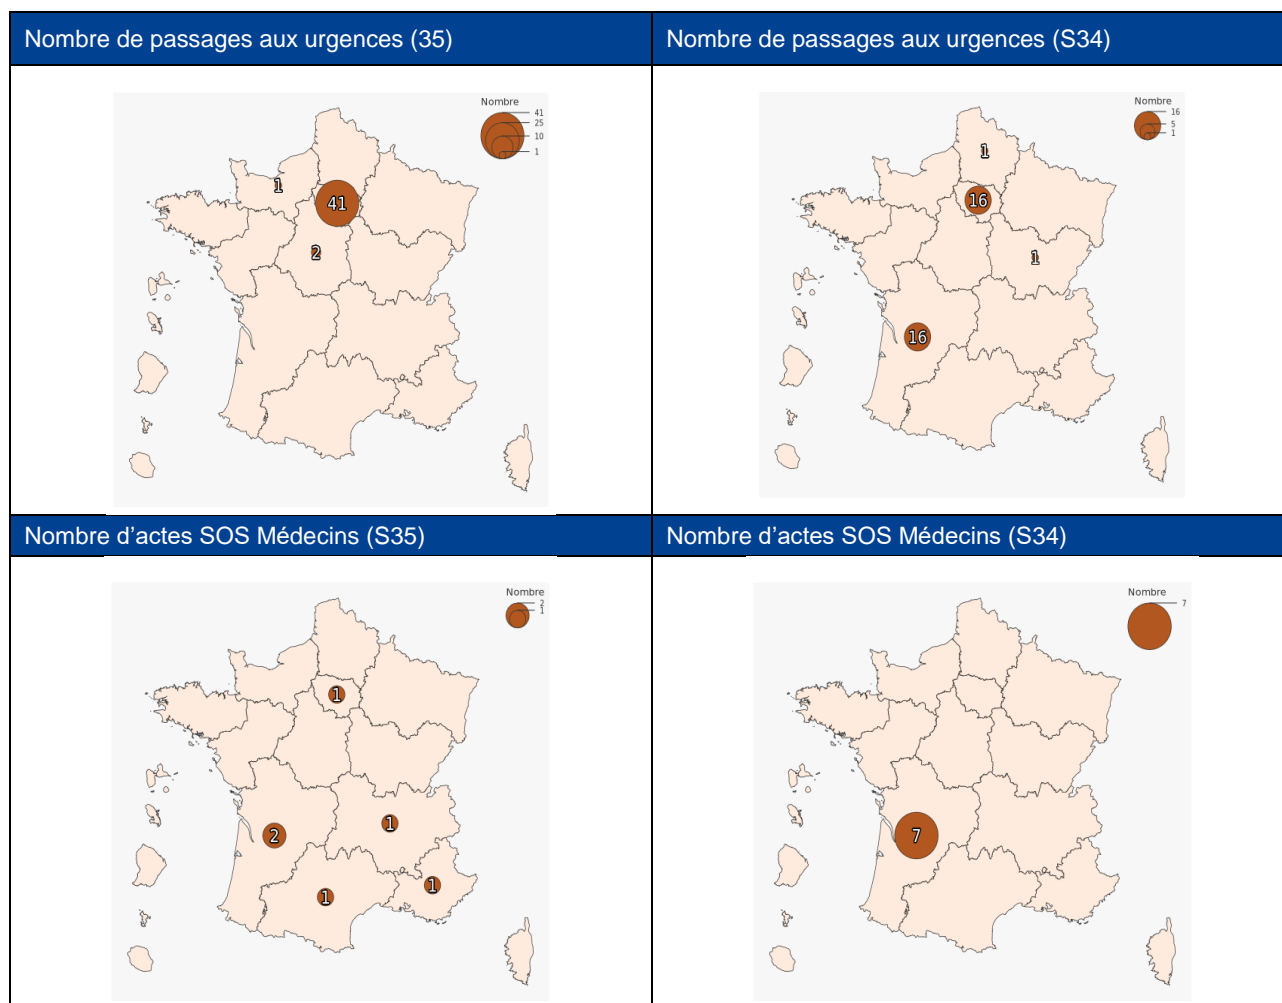 Nombre de passages aux urgences (35)
Nombre de passages aux urgences (S34)
Nombre
41
25
10
1
1
41
2
Nombre
16
5
1
1
16
1
16
Nombre d’actes SOS Médecins (S35)
Nombre d’actes SOS Médecins (S34)
Nombre
2
1
1
2
1
1
1
Nombre
7
7